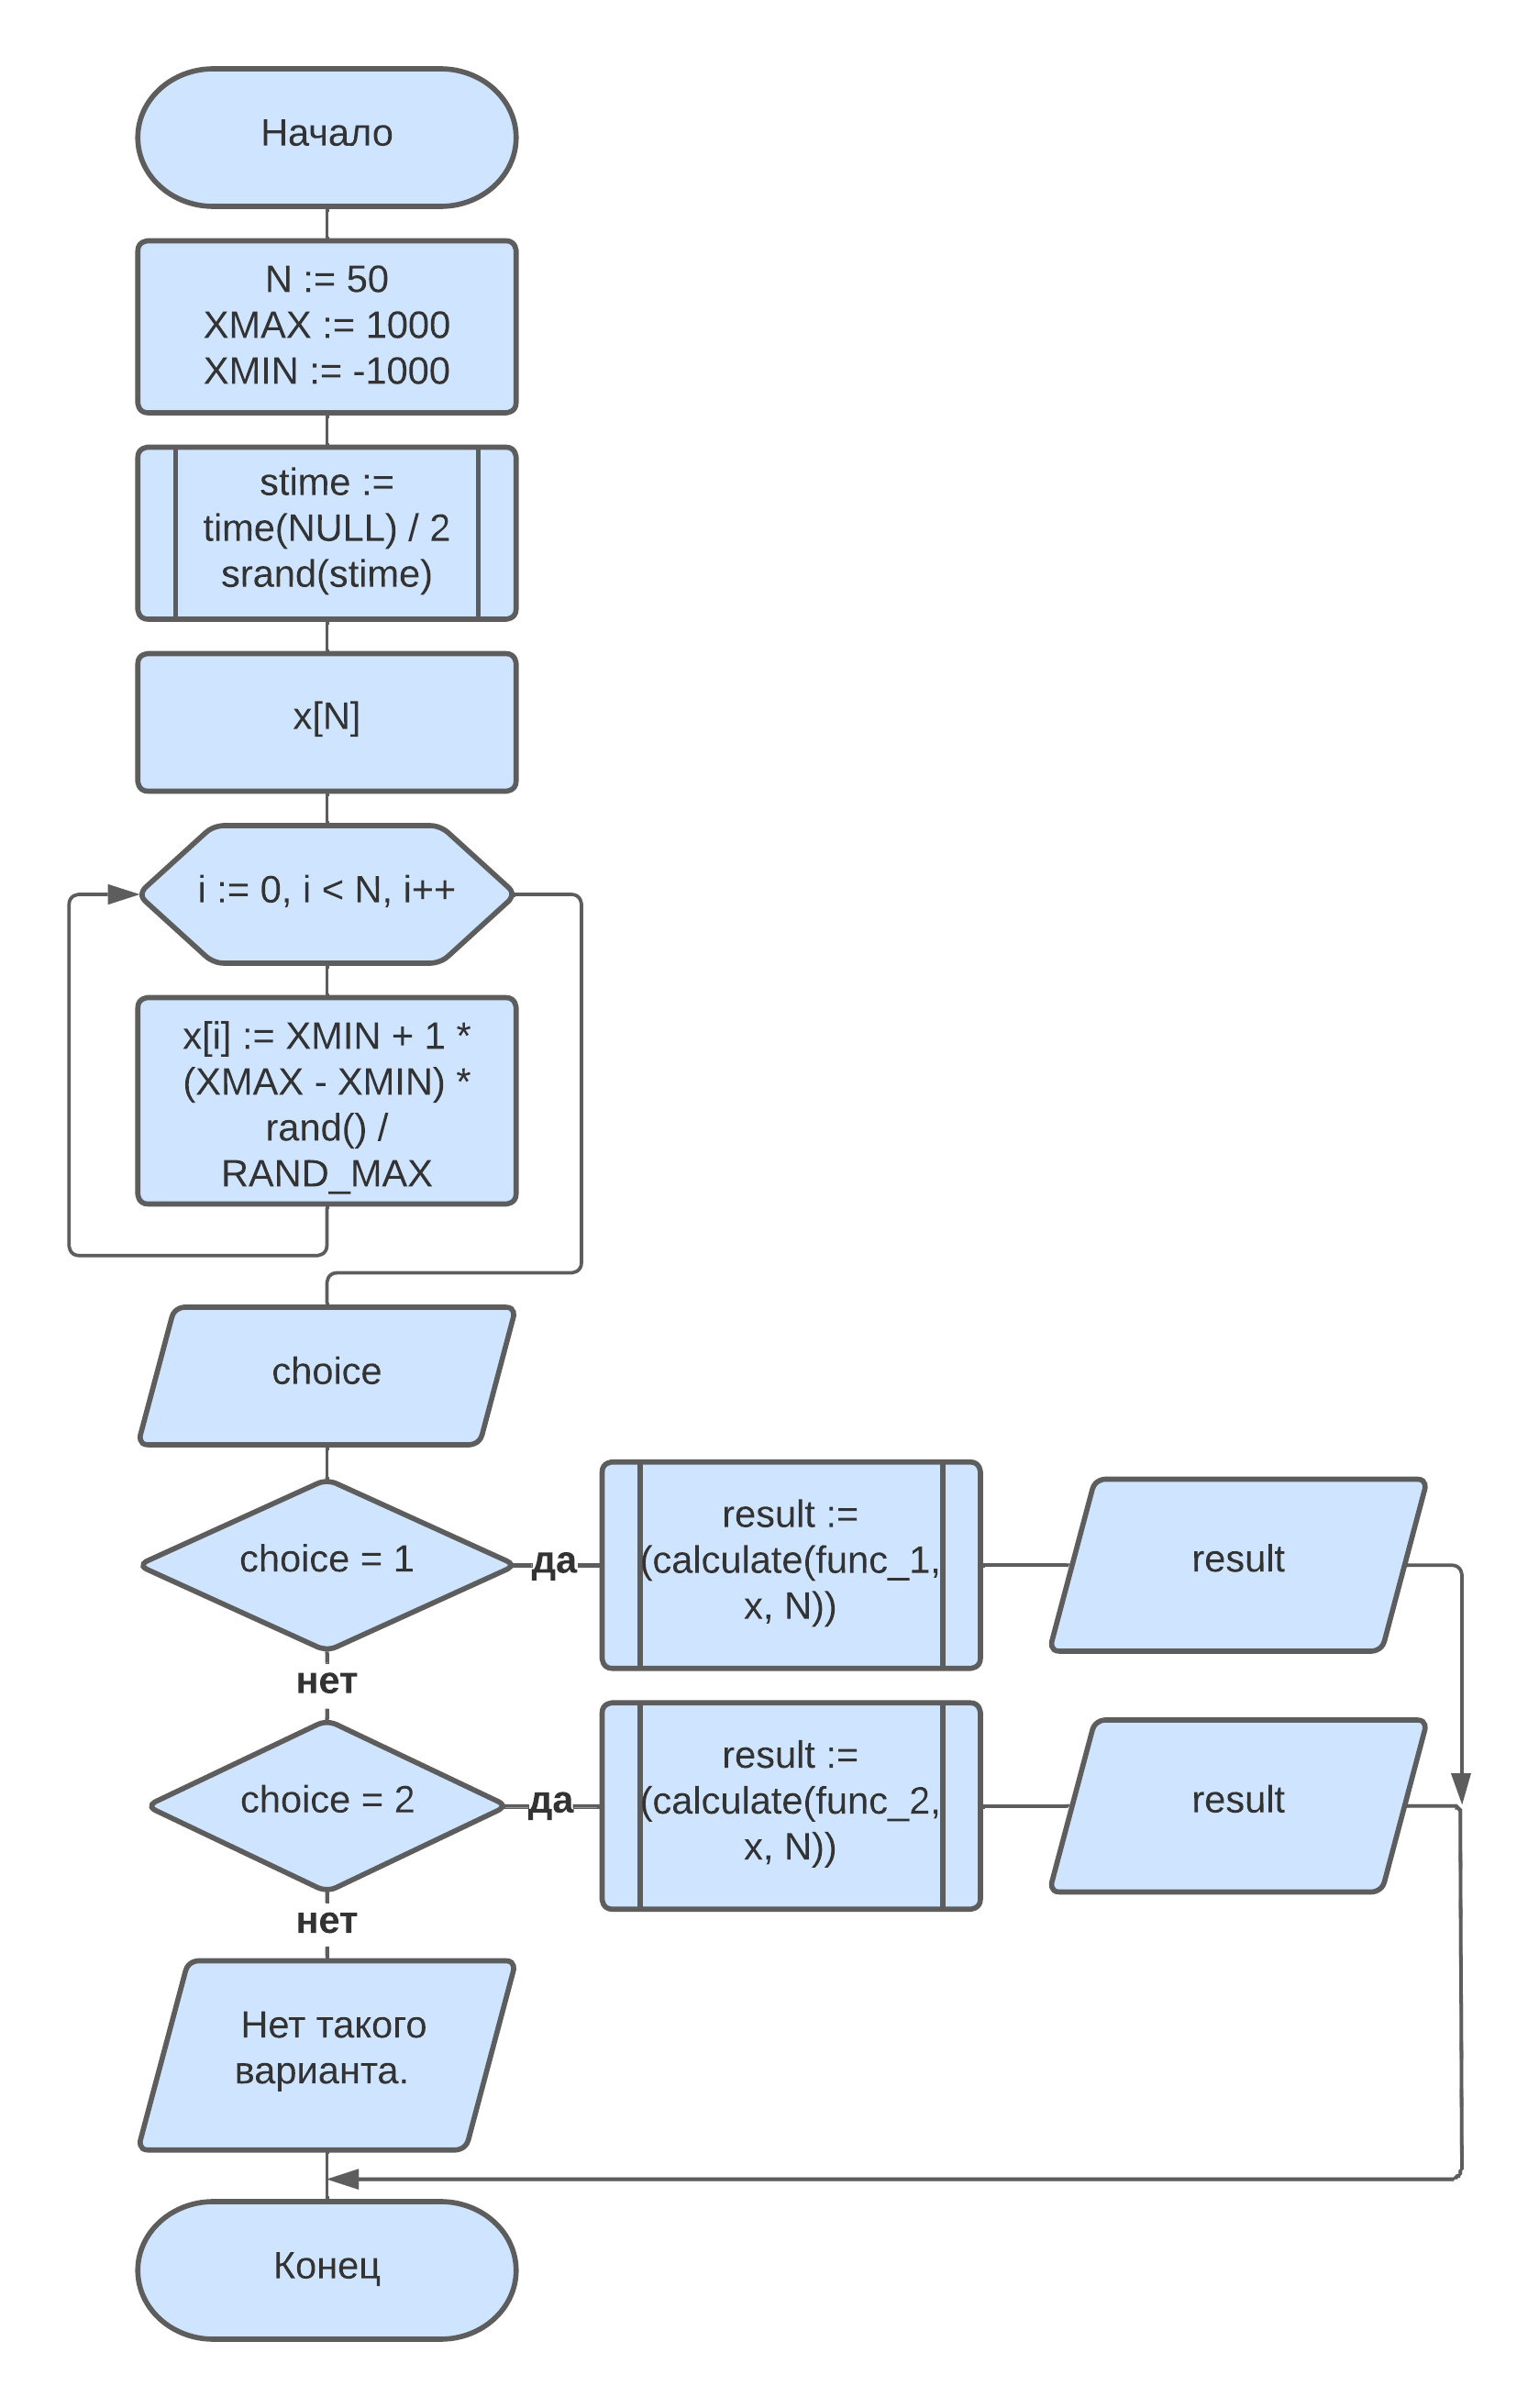 Начало
N := 50
XMAX := 1000
XMIN := -1000
stime :=
time(NULL) / 2
srand(stime)
x[N]
i := 0, i < N, i++
x[i] := XMIN + 1 *
(XMAX - XMIN) *
rand() /
RAND_MAX
choice
choice = 1
да
result :=
(calculate(func_1,
x, N))
result
нет
choice = 2
да
result :=
(calculate(func_2,
x, N))
result
нет
Нет такого
варианта.
Конец